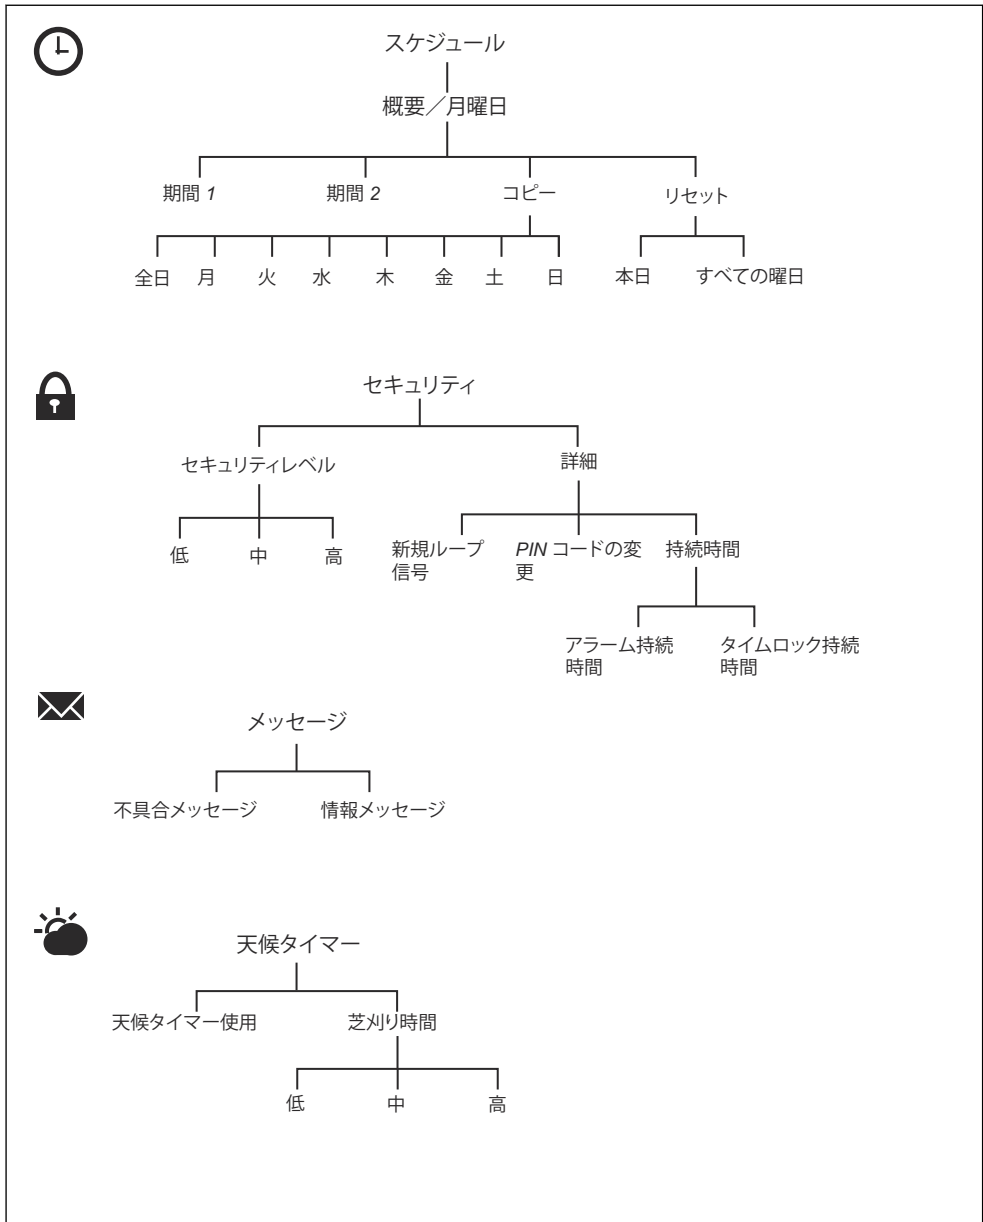 スケジュール
概要／月曜日
期間 1 期間 2 コピー リセット
全日 月 火 水 木 金 土 日 本日 すべての曜日
セキュリティ
セキュリティレベル 詳細
低 中 高 新規ループ PIN コードの変 持続時間
信号 更
アラーム持続 タイムロック持続
時間 時間
メッセージ
不具合メッセージ 情報メッセージ
天候タイマー
天候タイマー使用 芝刈り時間
低 中 高